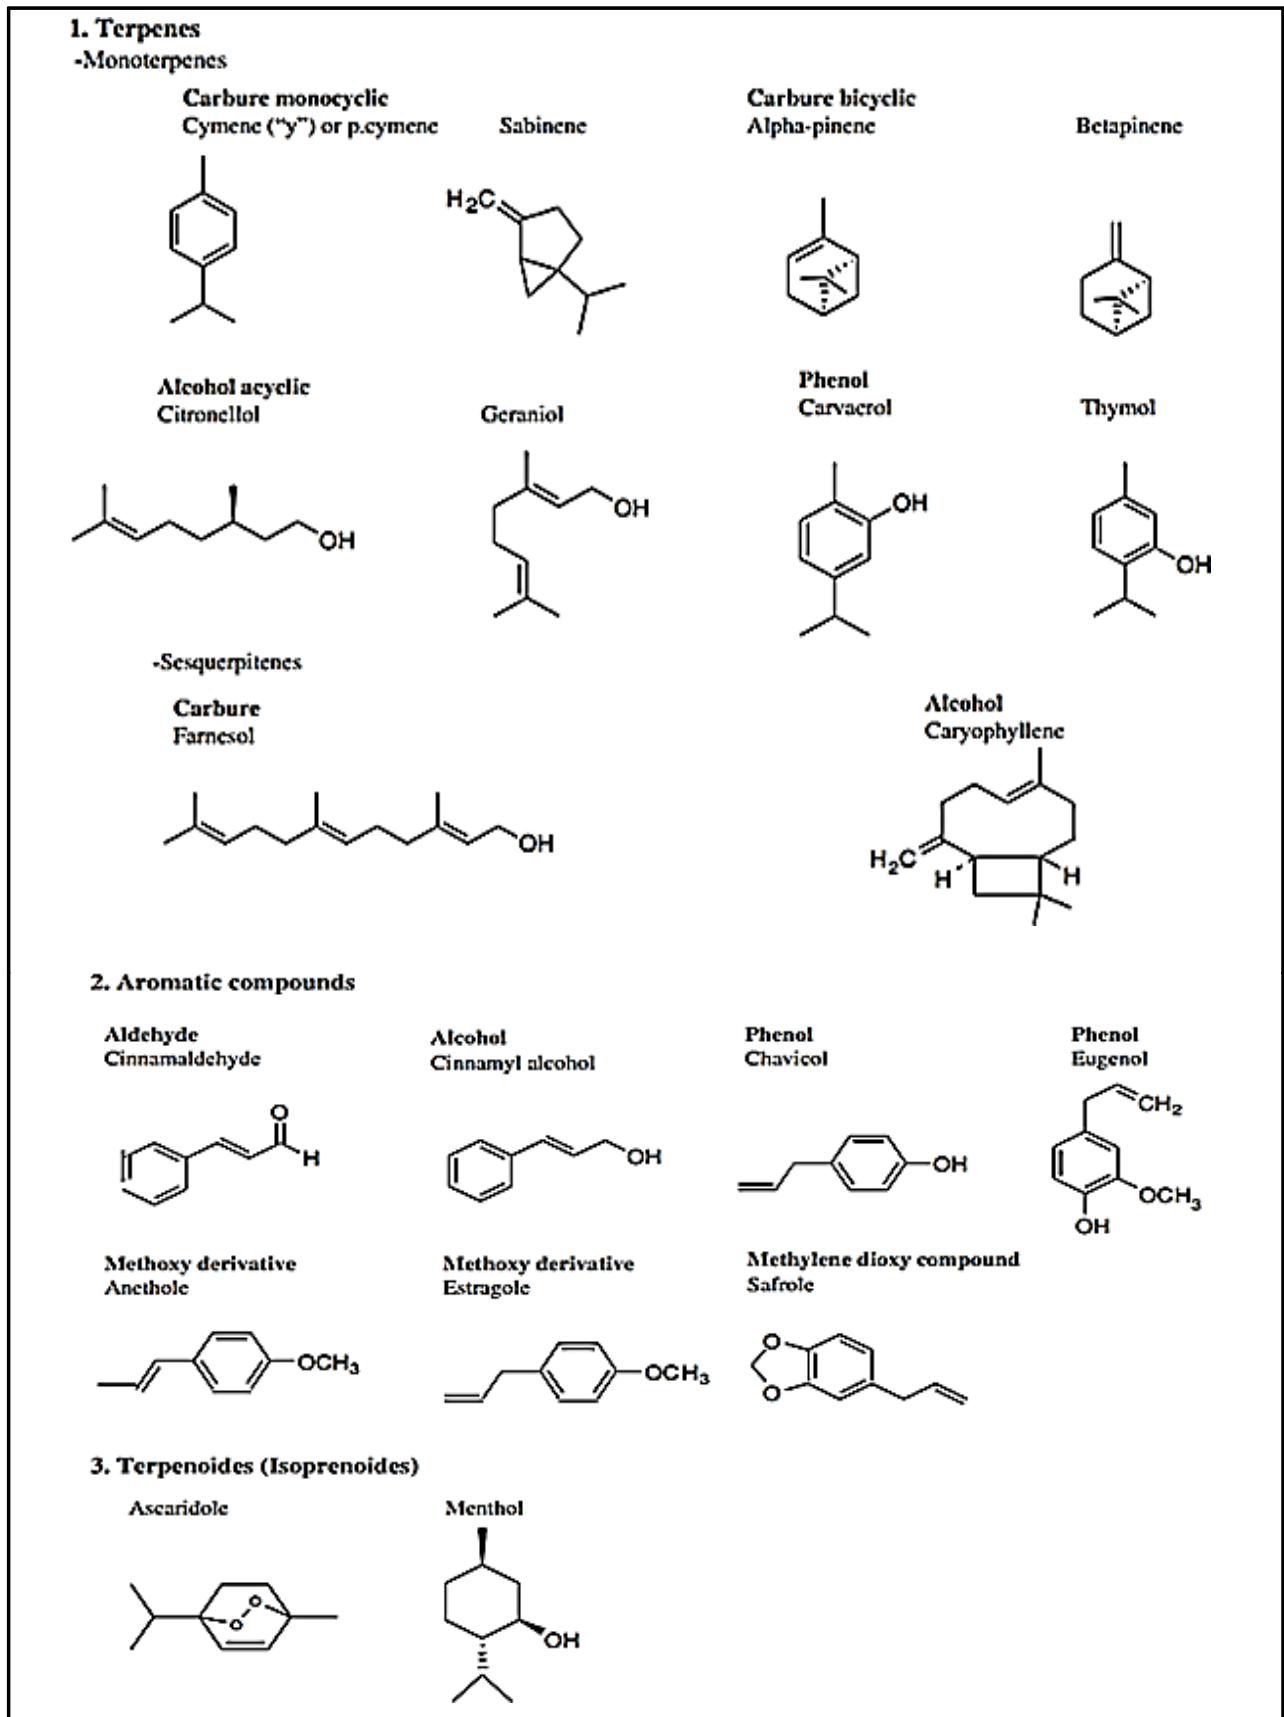 1. Terpenes
-Monoterpenes
Carbure monocyclic
Cymene ("y") or p.cymene
Sabinene
Carbure bicyclic
Alpha-pinene
Betapinene
H₂C
Alcohol acyclic
Citronellol
Geraniol
Phenol
Carvacrol
Thymol
OH
OH
OH
OH
-Sesquerpitenes
Carbure
Farnesol
Alcohol
Caryophyllene
OH
H₂C
H
H
2. Aromatic compounds
Aldehyde
Cinnamaldehyde
Alcohol
Cinnamyl alcohol
Phenol
Chavicol
Phenol
Eugenol
O
H
OH
OH
CH₂
OCH₃
OH
Methoxy derivative
Anethole
Methoxy derivative
Estragole
Methylene dioxy compound
Safrole
OCH₃
OCH₃
O
O
3. Terpenoides (Isoprenoides)
Ascaridole
Menthol
O
O
OH